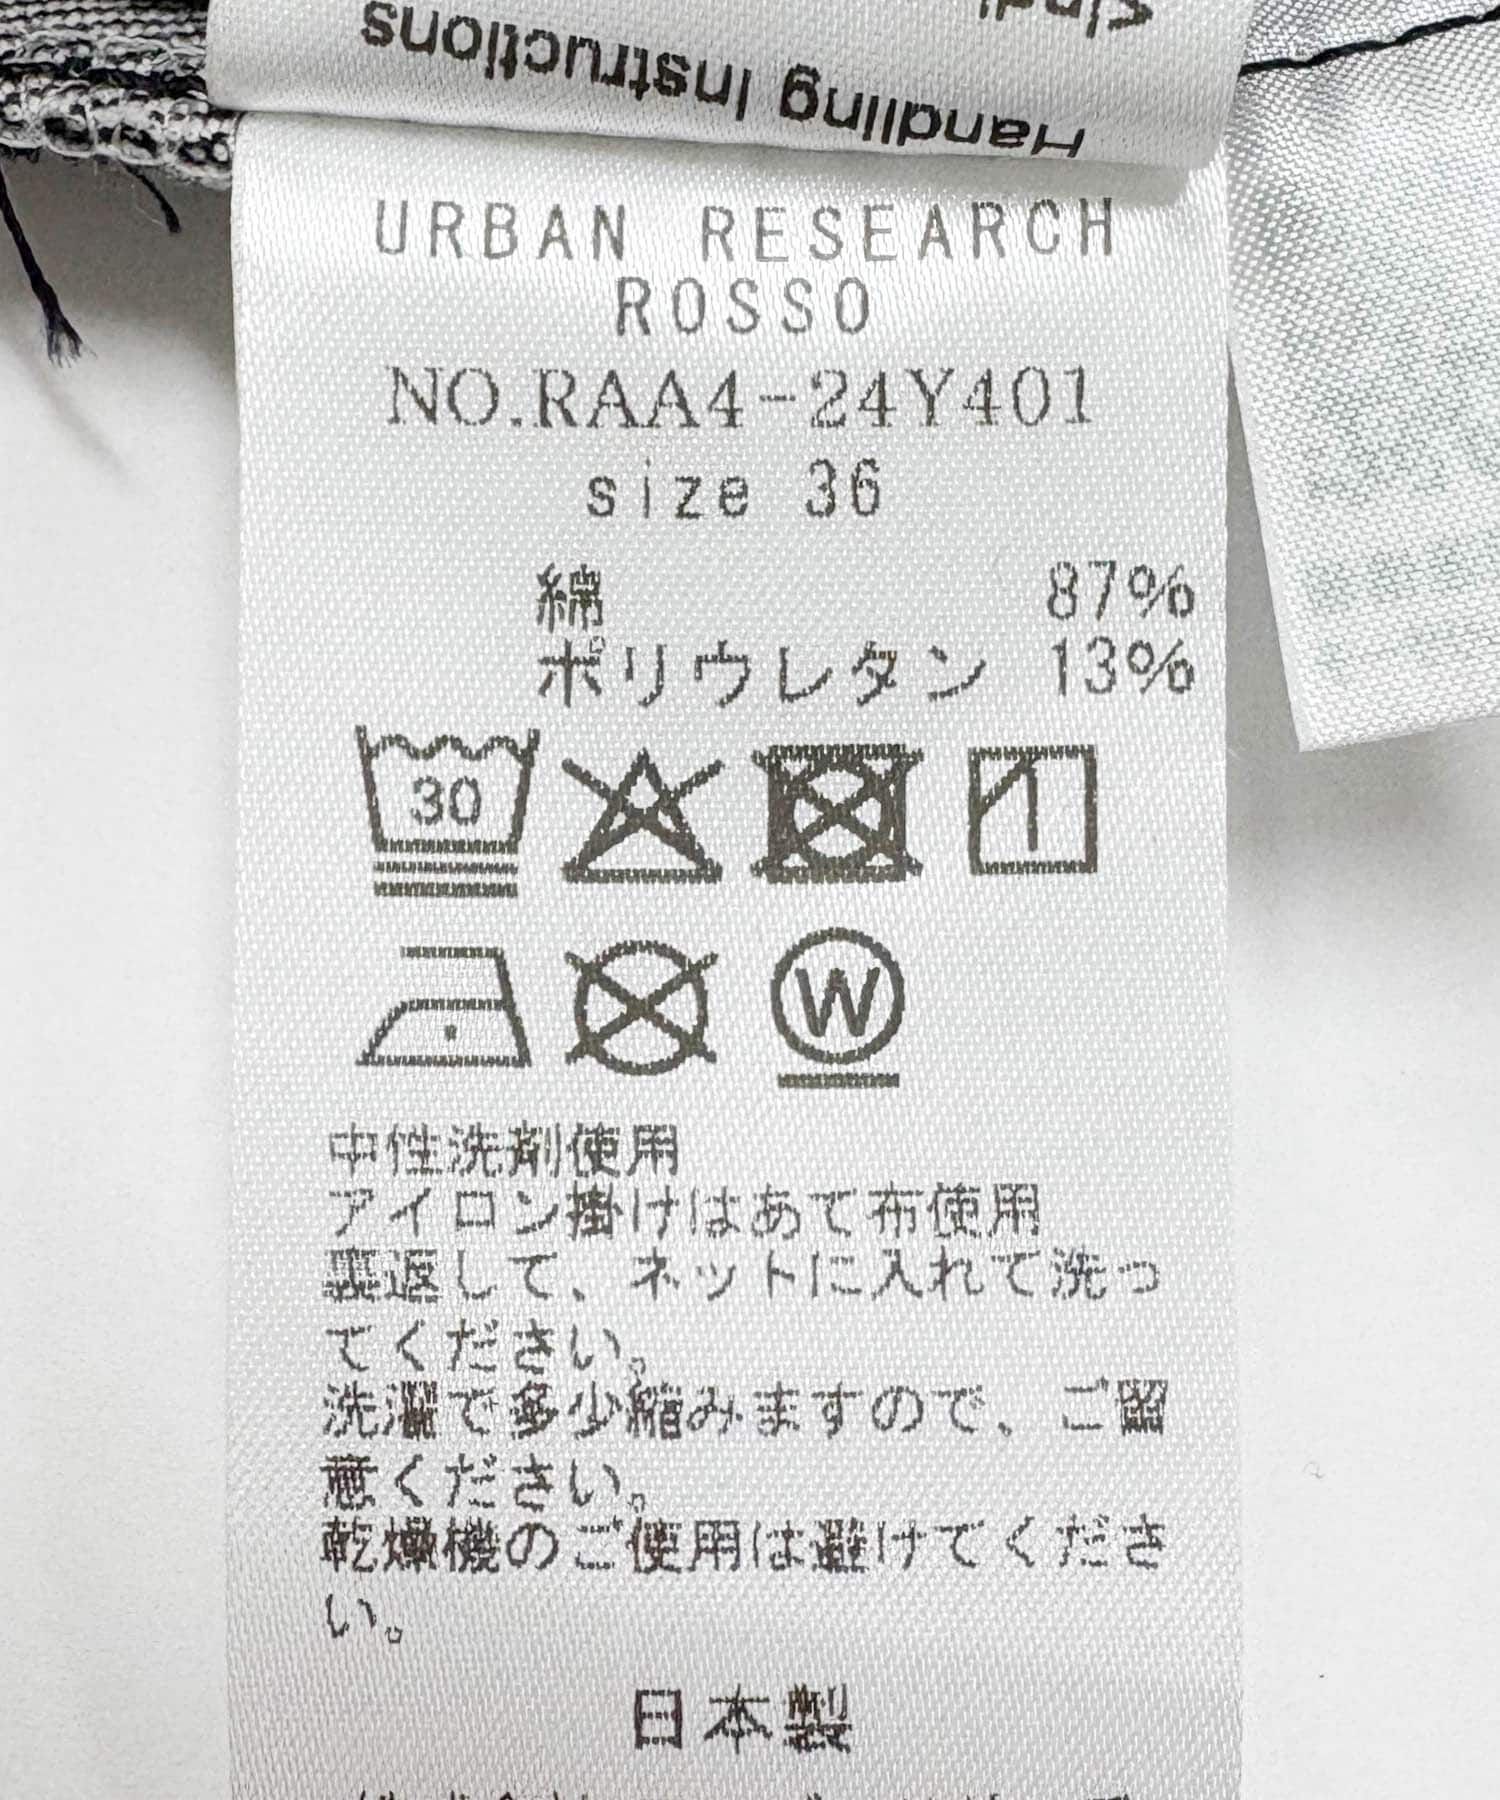 Handling Instructions
URBAN RESEARCH
ROSSO
NO.RAA4-24Y401
size 36
綿 87%
ポリウレタン 13%
30
W
中性洗剤使用
アイロン掛けはあて布使用
裏返して、ネットに入れて洗っ
てください。
洗濯で多少縮みますので、ご留
意ください。
乾燥機のご使用は避けてくださ
い。
日本製